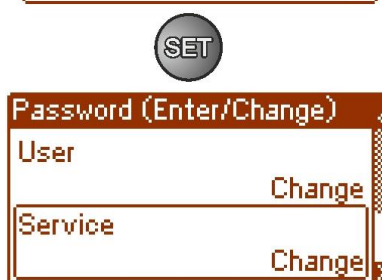 SET
Password (Enter/Change)
User
Change
Service
Change